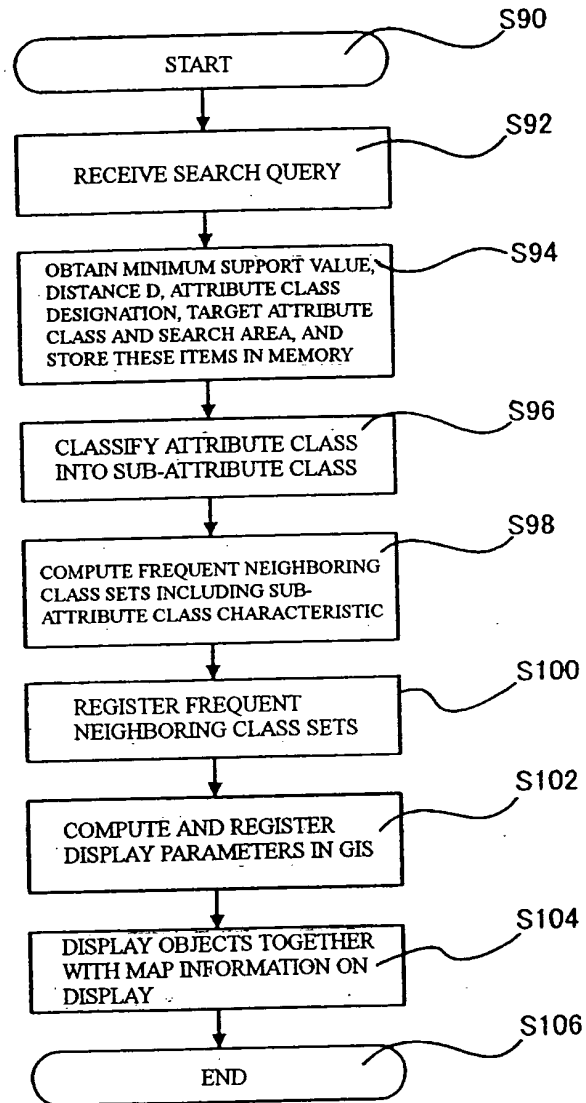 S90
START
S92
RECEIVE SEARCH QUERY
S94
OBTAIN MINIMUM SUPPORT VALUE,
DISTANCE D, ATTRIBUTE CLASS
DESIGNATION, TARGET ATTRIBUTE
CLASS AND SEARCH AREA, AND
STORE THESE ITEMS IN MEMORY
S96
CLASSIFY ATTRIBUTE CLASS
INTO SUB-ATTRIBUTE CLASS
S98
COMPUTE FREQUENT NEIGHBORING
CLASS SETS INCLUDING SUB-
ATTRIBUTE CLASS CHARACTERISTIC
S100
REGISTER FREQUENT
NEIGHBORING CLASS SETS
S102
COMPUTE AND REGISTER
DISPLAY PARAMETERS IN GIS
S104
DISPLAY OBJECTS TOGETHER
WITH MAP INFORMATION ON
DISPLAY
S106
END